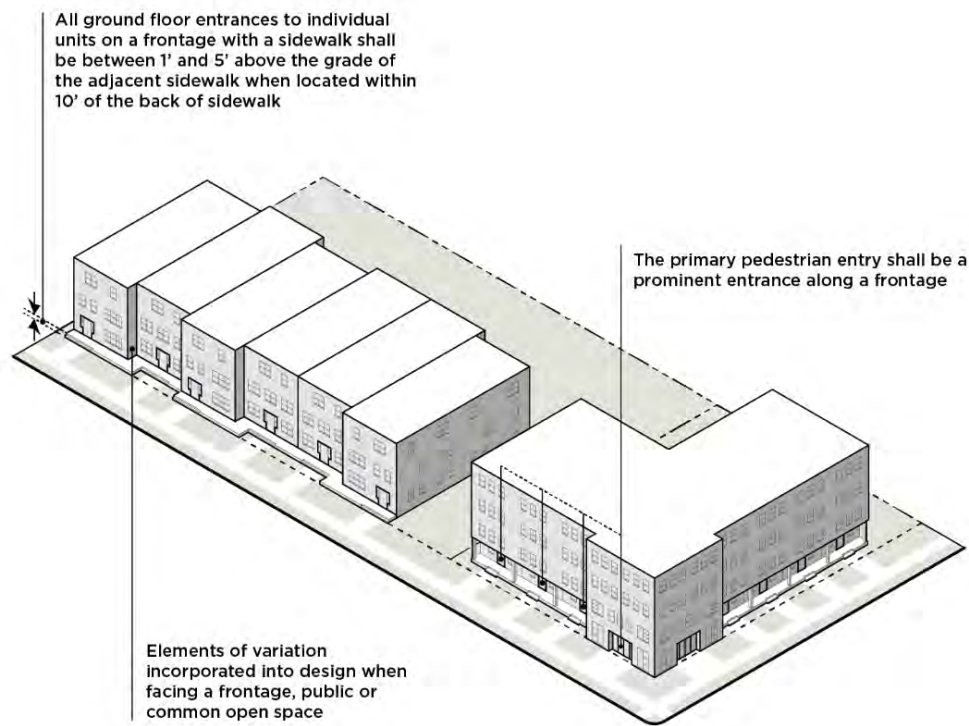 All ground floor entrances to individual
units on a frontage with a sidewalk shall
be between 1’ and 5’ above the grade of
the adjacent sidewalk when located within
10’ of the back of sidewalk
The primary pedestrian entry shall be a
prominent entrance along a frontage
Elements of variation
incorporated into design when
facing a frontage, public or
common open space